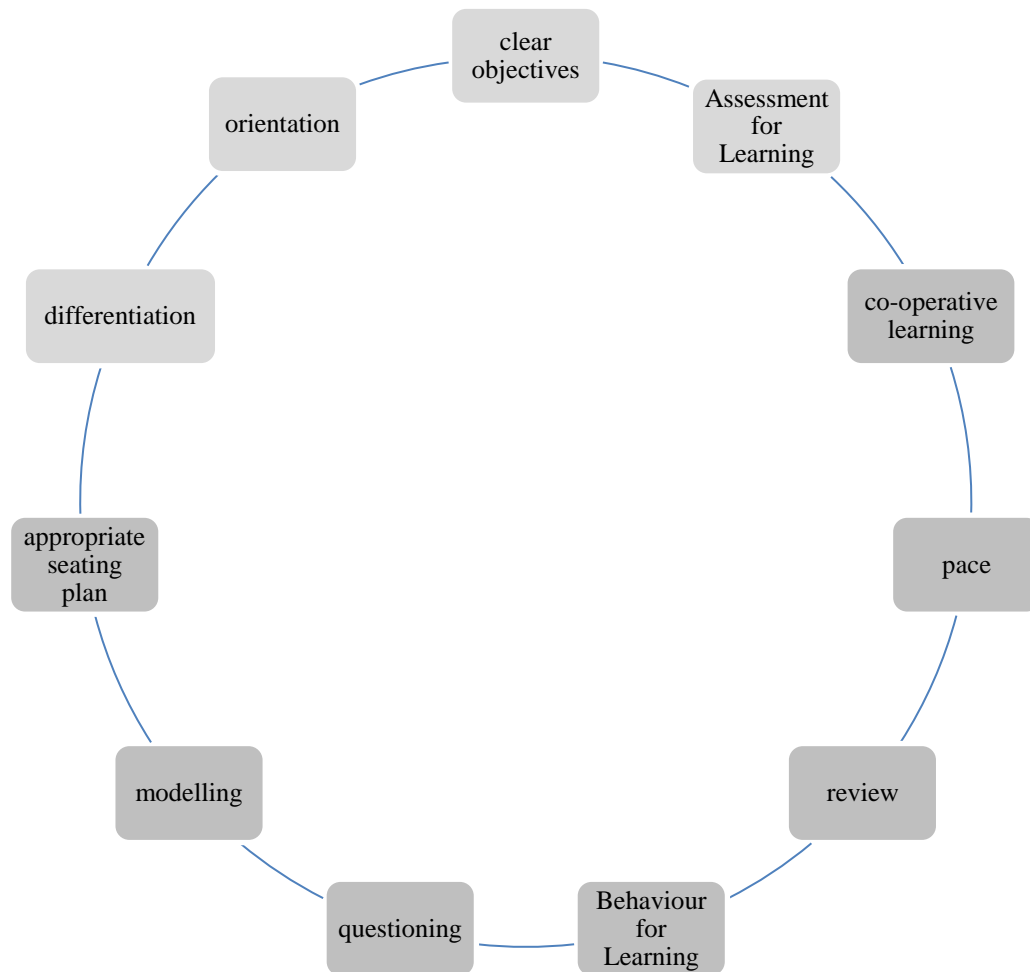 clear
objectives
Assessment
for
Learning
co-operative
learning
pace
review
Behaviour
for
Learning
questioning
modelling
appropriate
seating
plan
differentiation
orientation